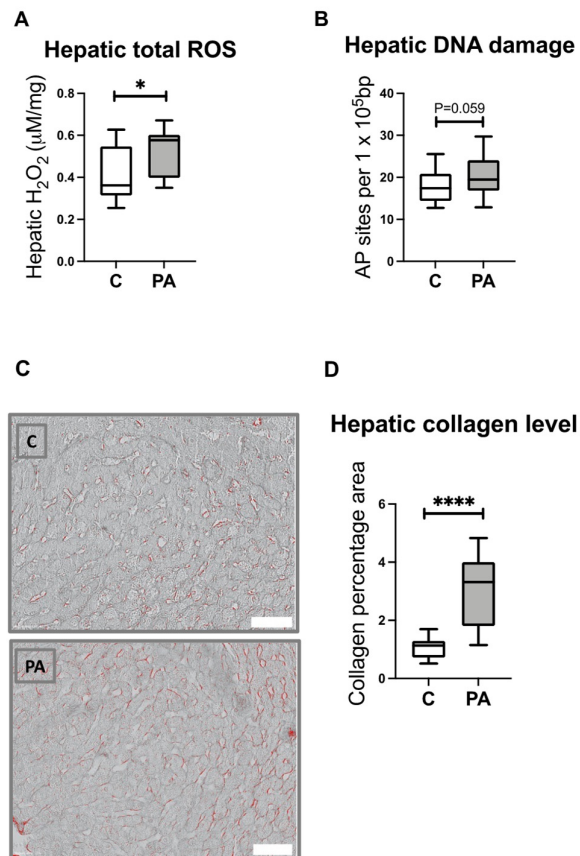 A
Hepatic total ROS
Hepatic H₂O₂ (μM/mg)
0.8
0.6
0.4
0.2
0.0
*
C
PA
B
Hepatic DNA damage
AP sites per 1 x 10⁵bp
40
30
20
10
0
P=0.059
C
PA
C
C
PA
D
Hepatic collagen level
Collagen percentage area
6
4
2
0
****
C
PA